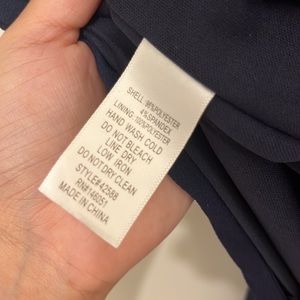 SHELL: 96%POLYESTER
4%SPANDEX
LINING: 100%POLYESTER
HAND WASH COLD
DO NOT BLEACH
LINE DRY
LOW IRON
DO NOT DRY CLEAN
STYLE#42588
RN#146051
MADE IN CHINA